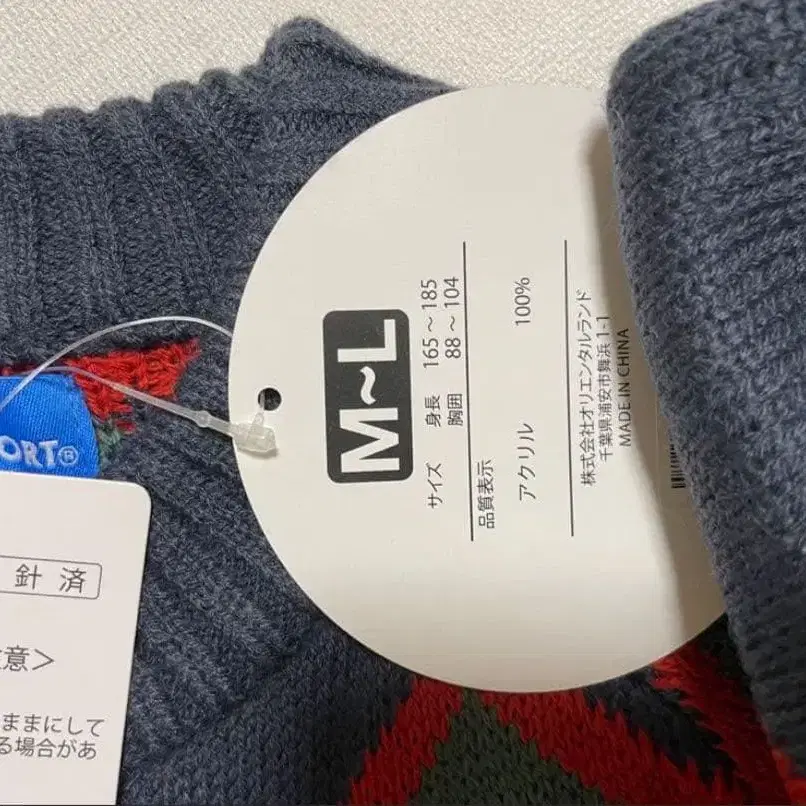 M~L
サイズ 身長 165～185
胸囲 88～104
品質表示
アクリル 100%
株式会社オリエンタルランド
千葉県浦安市舞浜 1-1
MADE IN CHINA
ORT®
針 済
意＞
ままにして
る場合があ